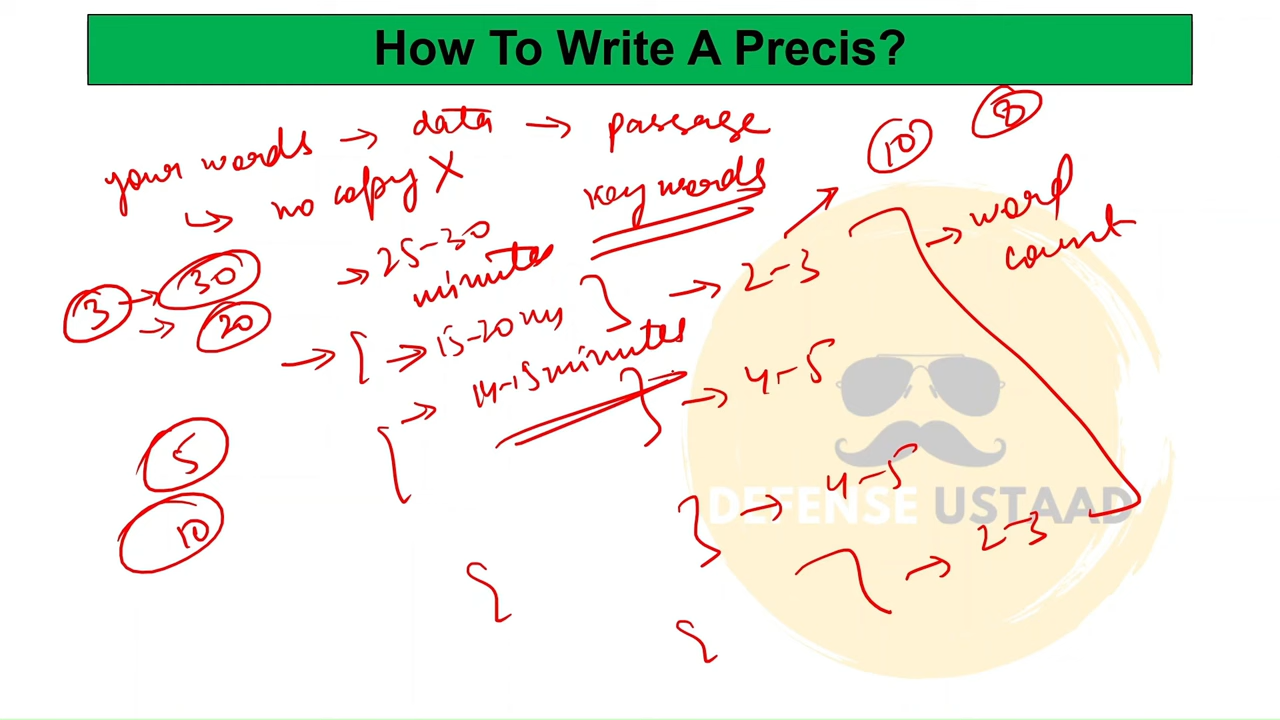 How To Write A Precis?
your words → data → passage
10
8
→ no copy X
key words
→ word count
3 → 30
→ 20
→ 25-30 minutes
→ 2-3
→ { → 15-20 }
→ 14-15 minutes } → 4-5
5
10
} → 4-5
→ 2-3
DEFENSE USTAAD